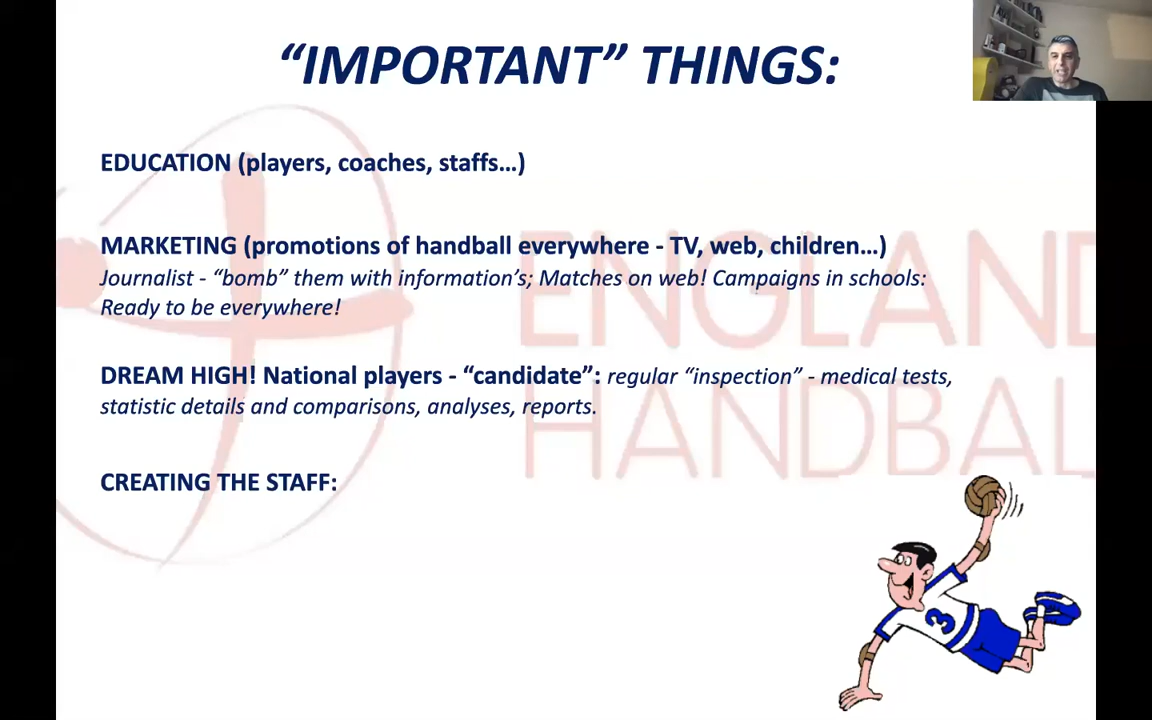 “IMPORTANT” THINGS:
EDUCATION (players, coaches, staffs...)
MARKETING (promotions of handball everywhere - TV, web, children...)
Journalist - “bomb” them with information’s; Matches on web! Campaigns in schools:
Ready to be everywhere!
ENGLAND
DREAM HIGH! National players - “candidate”: regular “inspection” - medical tests,
statistic details and comparisons, analyses, reports.
HANDBAL
CREATING THE STAFF:
3